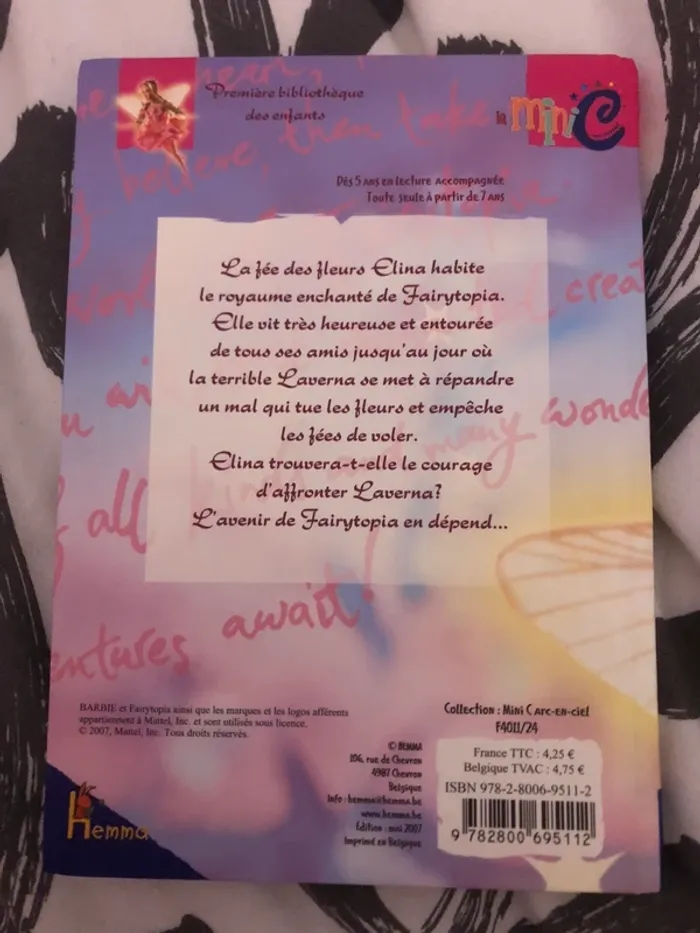 Première bibliothèque
des enfants
la mini C
Dès 5 ans en lecture accompagnée
Toute seule à partir de 7 ans
La fée des fleurs Elina habite
le royaume enchanté de Fairytopia.
Elle vit très heureuse et entourée
de tous ses amis jusqu'au jour où
la terrible Laverna se met à répandre
un mal qui tue les fleurs et empêche
les fées de voler.
Elina trouvera-t-elle le courage
d'affronter Laverna?
L'avenir de Fairytopia en dépend...
await!
BARBIE et Fairytopia ainsi que les marques et les logos afférents
appartiennent à Mattel, Inc. et sont utilisés sous licence.
© 2007, Mattel, Inc. Tous droits réservés.
Collection : Mini C arc-en-ciel
F4011/24
© HEMMA
106, rue de Chevron
4987 Chevron
Belgique
Info : hemma@hemma.be
www.hemma.be
Édition : mai 2007
Imprimé en Belgique
France TTC : 4,25 €
Belgique TVAC : 4,75 €
ISBN 978-2-8006-9511-2
9 782800 695112
Hemma